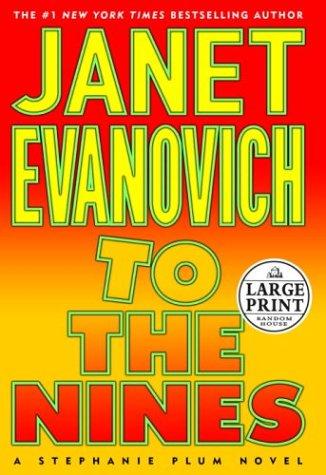 THE #1 NEW YORK TIMES BESTSELLING AUTHOR
JANET
EVANOVICH
TO
THE
NINES
LARGE
PRINT
RANDOM
HOUSE
A STEPHANIE PLUM NOVEL